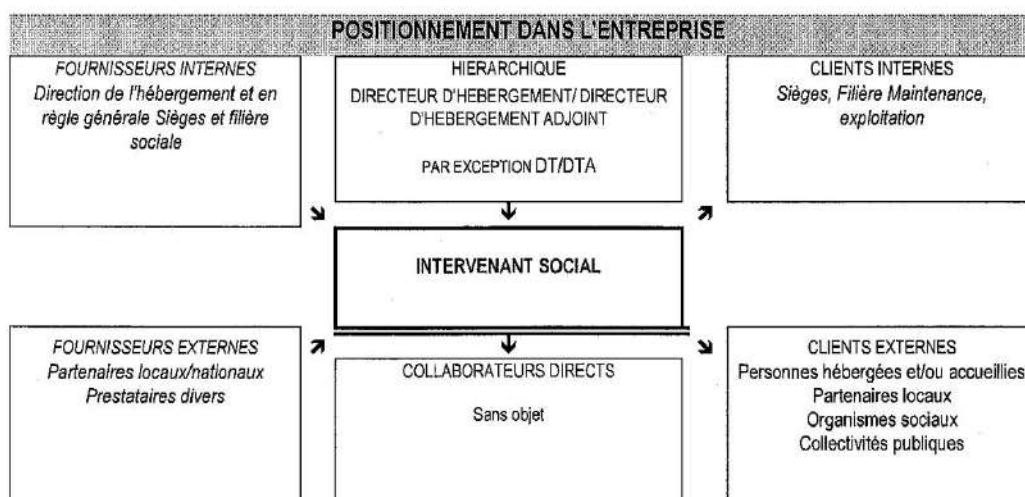 POSITIONNEMENT DANS L'ENTREPRISE
FOURNISSEURS INTERNES
Direction de l'hébergement et en
règle générale Sièges et filière
sociale
HIERARCHIQUE
DIRECTEUR D'HEBERGEMENT/ DIRECTEUR
D'HEBERGEMENT ADJOINT
PAR EXCEPTION DT/DTA
CLIENTS INTERNES
Sièges, Filière Maintenance,
exploitation
INTERVENANT SOCIAL
FOURNISSEURS EXTERNES
Partenaires locaux/nationaux
Prestataires divers
COLLABORATEURS DIRECTS
Sans objet
CLIENTS EXTERNES
Personnes hébergées et/ou accueillies
Partenaires locaux
Organismes sociaux
Collectivités publiques